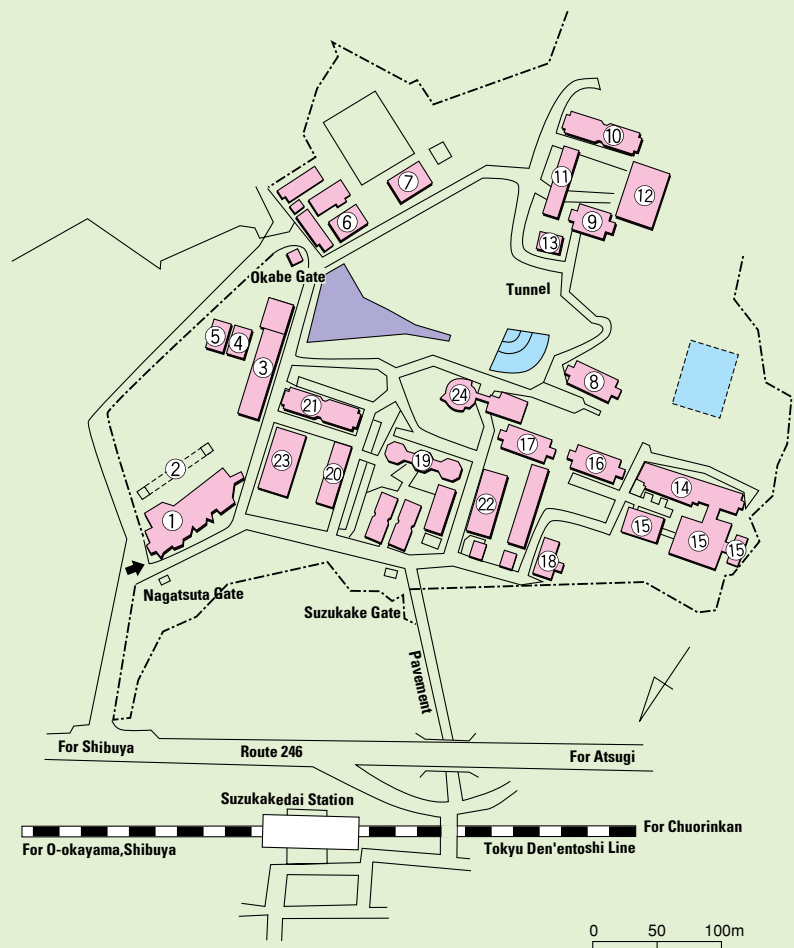 ⑩
⑪
⑫
⑦
⑥
⑨
⑬
Okabe Gate
Tunnel
⑤
④
③
⑧
㉔
㉑
⑰
⑲
⑯
㉓
⑳
②
㉒
⑭
①
⑮
⑮
⑮
⑱
Nagatsuta Gate
Suzukake Gate
Pavement
For Shibuya
Route 246
For Atsugi
Suzukakedai Station
For Chuorinkan
For O-okayama,Shibuya
Tokyu Den'entoshi Line
0 50 100m